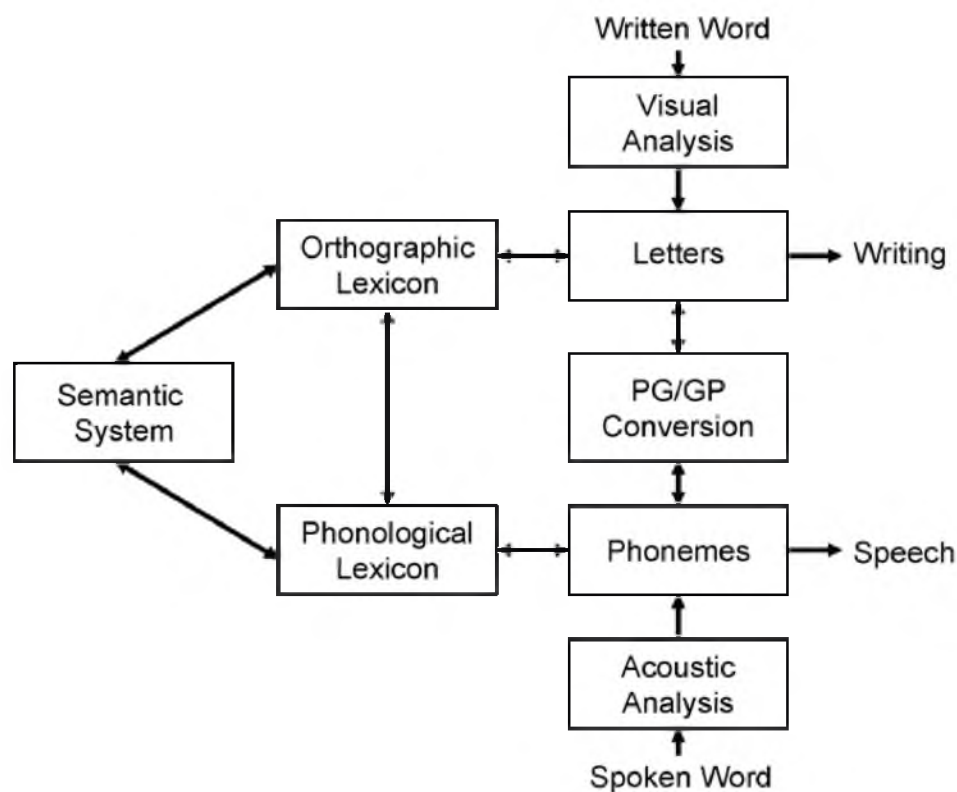 Written Word
Visual
Analysis
Orthographic
Lexicon
Letters
Writing
Semantic
System
PG/GP
Conversion
Phonological
Lexicon
Phonemes
Speech
Acoustic
Analysis
Spoken Word